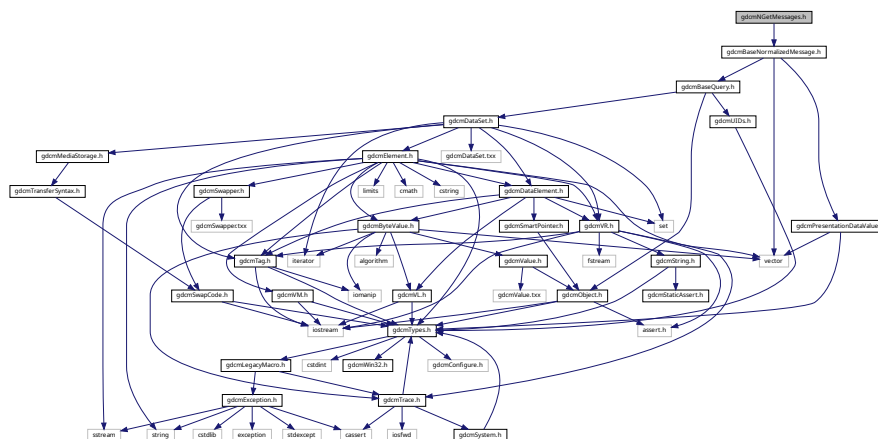 gdcmNGetMessages.h
gdcmBaseNormalizedMessage.h
gdcmBaseQuery.h
gdcmDataSet.h
gdcmUIDs.h
gdcmMediaStorage.h
gdcmElement.h
gdcmDataSet.txx
gdcmTransferSyntax.h
gdcmSwapper.h
limits
cmath
cstring
gdcmDataElement.h
gdcmSwapper.txx
gdcmByteValue.h
gdcmSmartPointer.h
gdcmVR.h
set
gdcmPresentationDataValue
gdcmTag.h
iterator
algorithm
gdcmValue.h
fstream
gdcmString.h
vector
gdcmSwapCode.h
gdcmVM.h
iomanip
gdcmVL.h
gdcmValue.txx
gdcmObject.h
gdcmStaticAssert.h
iostream
gdcmTypes.h
assert.h
gdcmLegacyMacro.h
cstdint
gdcmWin32.h
gdcmConfigure.h
gdcmException.h
gdcmTrace.h
sstream
string
cstdlib
exception
stdexcept
cassert
iosfwd
gdcmSystem.h